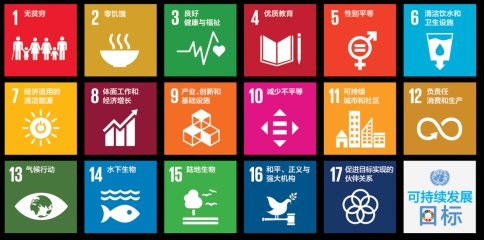 1 无贫穷
2 零饥饿
3 良好
健康与福祉
4 优质教育
5 性别平等
6 清洁饮水和
卫生设施
7 经济适用的
清洁能源
8 体面工作和
经济增长
9 产业、创新和
基础设施
10 减少不平等
11 可持续
城市和社区
12 负责任
消费和生产
13 气候行动
14 水下生物
15 陆地生物
16 和平、正义与
强大机构
17 促进目标实现的
伙伴关系
可持续发展
目标